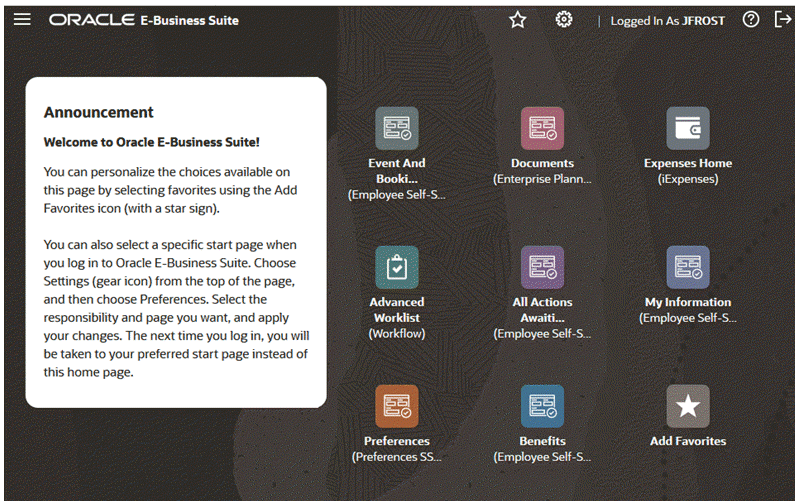 ORACLE E-Business Suite
Logged In As JFROST
Announcement
Welcome to Oracle E-Business Suite!
You can personalize the choices available on
this page by selecting favorites using the Add
Favorites icon (with a star sign).
You can also select a specific start page when
you log in to Oracle E-Business Suite. Choose
Settings (gear icon) from the top of the page,
and then choose Preferences. Select the
responsibility and page you want, and apply
your changes. The next time you log in, you will
be taken to your preferred start page instead of
this home page.
Event And
Booki...
(Employee Self-S...
Documents
(Enterprise Plann...
Expenses Home
(iExpenses)
Advanced
Worklist
(Workflow)
All Actions
Awaiti...
(Employee Self-S...
My Information
(Employee Self-S...
Preferences
(Preferences SS...
Benefits
(Employee Self-S...
Add Favorites